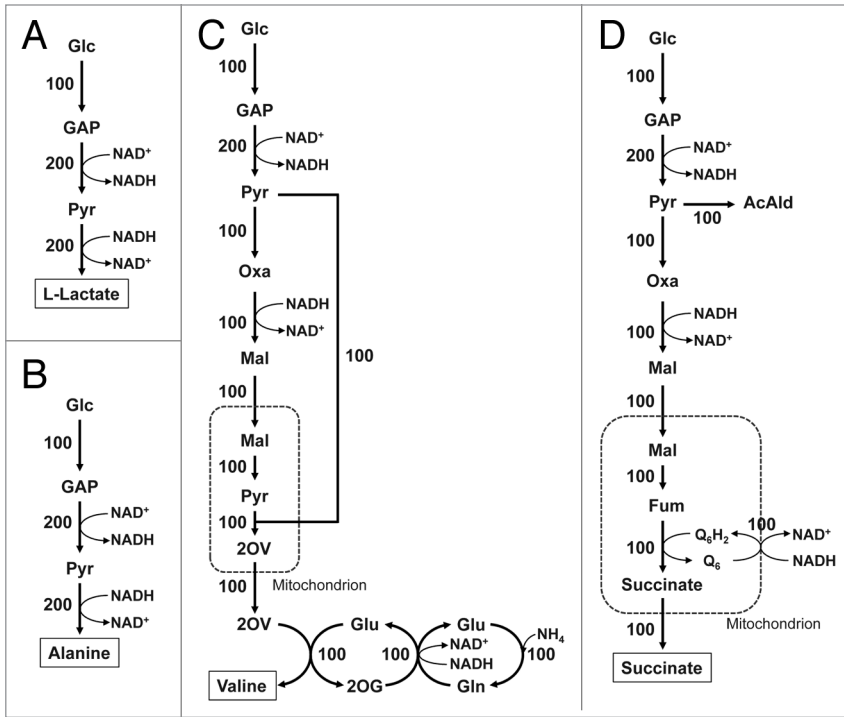 A
Glc
100
GAP
200
NAD⁺
NADH
Pyr
200
NADH
NAD⁺
L-Lactate
B
Glc
100
GAP
200
NAD⁺
NADH
Pyr
200
NADH
NAD⁺
Alanine
C
Glc
100
GAP
200
NAD⁺
NADH
Pyr
100
Oxa
100
NADH
NAD⁺
100
Mal
100
Mal
100
Pyr
100
2OV
100
Mitochondrion
2OV
Glu
Glu
NH₄
100
100
NAD⁺
NADH
100
Valine
2OG
Gln
D
Glc
100
GAP
200
NAD⁺
NADH
Pyr
AcAld
100
100
Oxa
100
NADH
NAD⁺
Mal
100
Mal
100
Fum
100
Q₆H₂
100
NAD⁺
Q₆
NADH
Succinate
100
Mitochondrion
Succinate